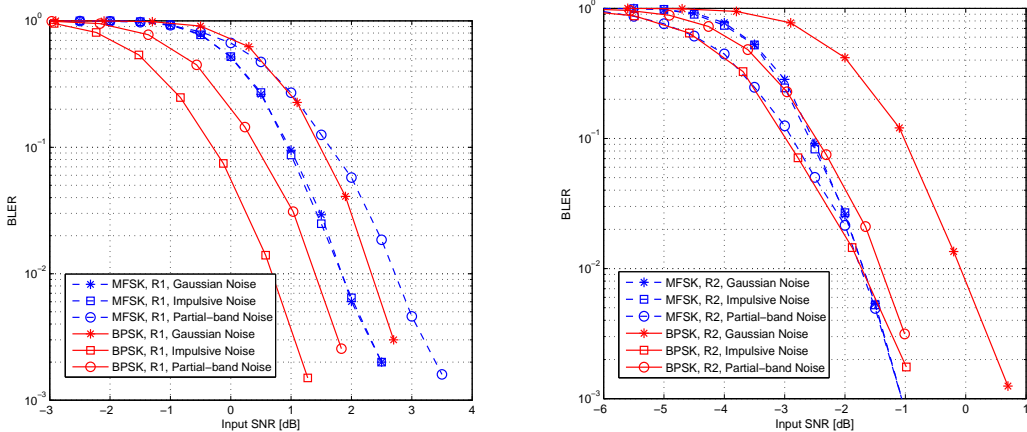 10^0
10^-1
10^-2
10^-3
BLER
−3 −2 −1 0 1 2 3 4
Input SNR [dB]
MFSK, R1, Gaussian Noise
MFSK, R1, Impulsive Noise
MFSK, R1, Partial−band Noise
BPSK, R1, Gaussian Noise
BPSK, R1, Impulsive Noise
BPSK, R1, Partial−band Noise
10^0
10^-1
10^-2
10^-3
BLER
−6 −5 −4 −3 −2 −1 0 1
Input SNR [dB]
MFSK, R2, Gaussian Noise
MFSK, R2, Impulsive Noise
MFSK, R2, Partial−band Noise
BPSK, R2, Gaussian Noise
BPSK, R2, Impulsive Noise
BPSK, R2, Partial−band Noise